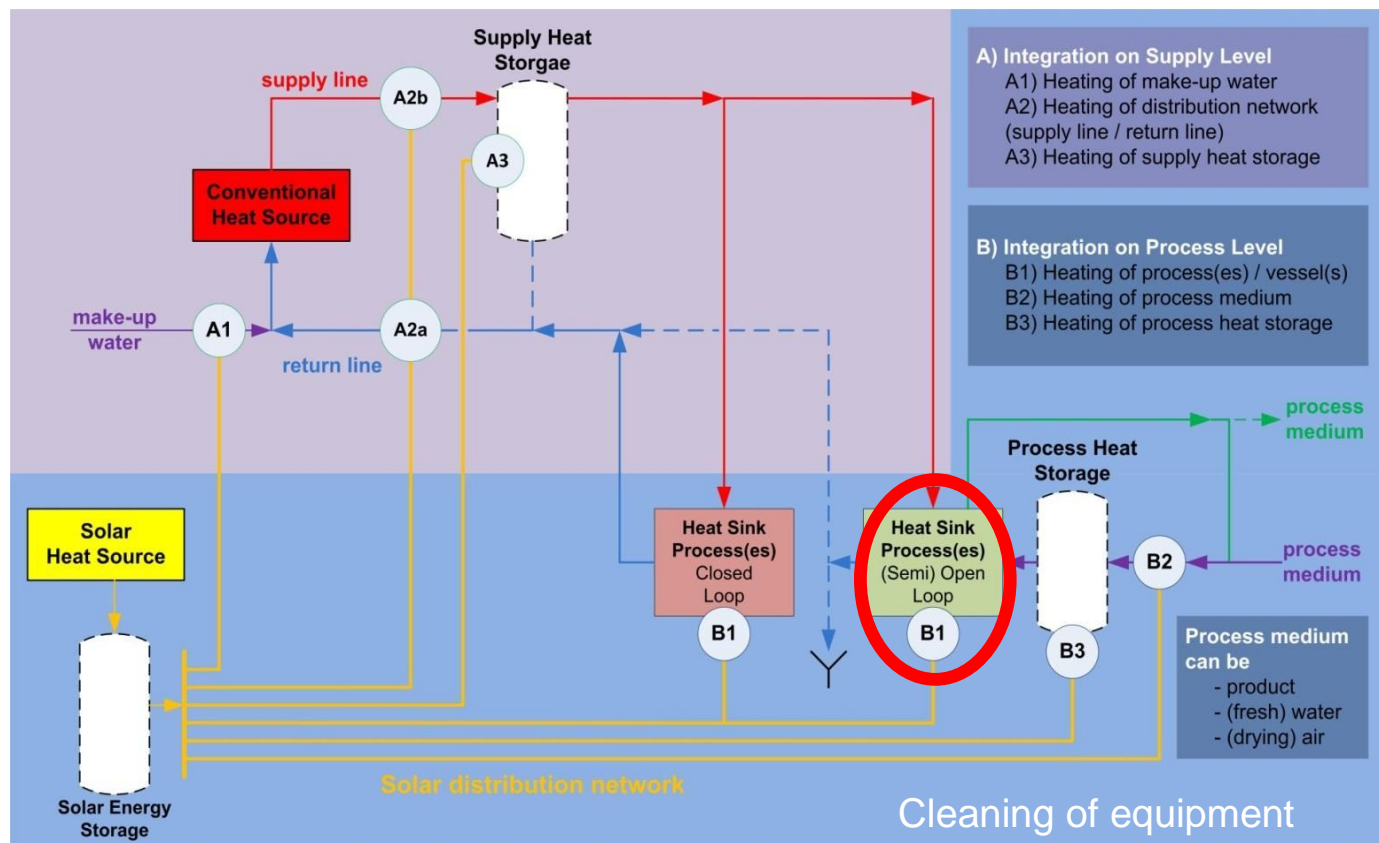 Supply Heat
Storgae
supply line
A2b
A3
Conventional
Heat Source
make-up
water
A1
A2a
return line
A) Integration on Supply Level
A1) Heating of make-up water
A2) Heating of distribution network
(supply line / return line)
A3) Heating of supply heat storage
B) Integration on Process Level
B1) Heating of process(es) / vessel(s)
B2) Heating of process medium
B3) Heating of process heat storage
process
medium
Process Heat
Storage
Solar
Heat Source
Heat Sink
Process(es)
Closed
Loop
B1
Heat Sink
Process(es)
(Semi) Open
Loop
B1
B3
B2
process
medium
Process medium
can be
- product
- (fresh) water
- (drying) air
Solar distribution network
Solar Energy
Storage
Cleaning of equipment